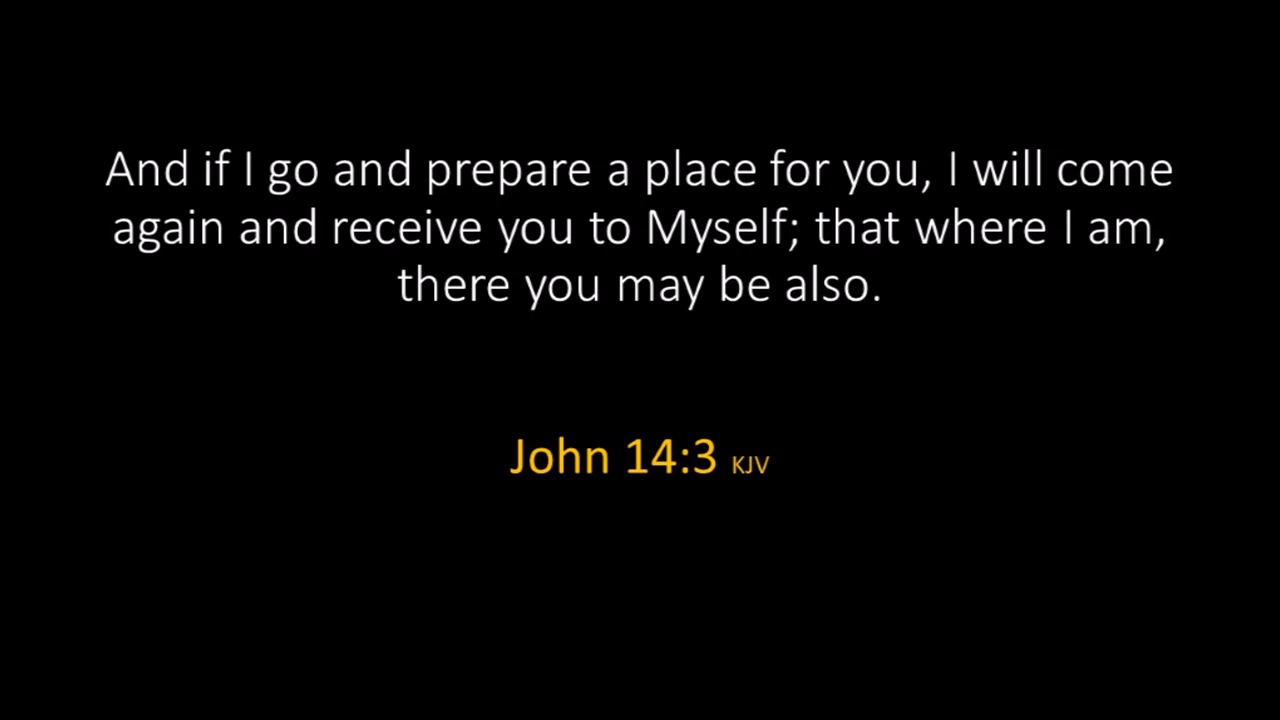 And if I go and prepare a place for you, I will come
again and receive you to Myself; that where I am,
there you may be also.
John 14:3 KJV